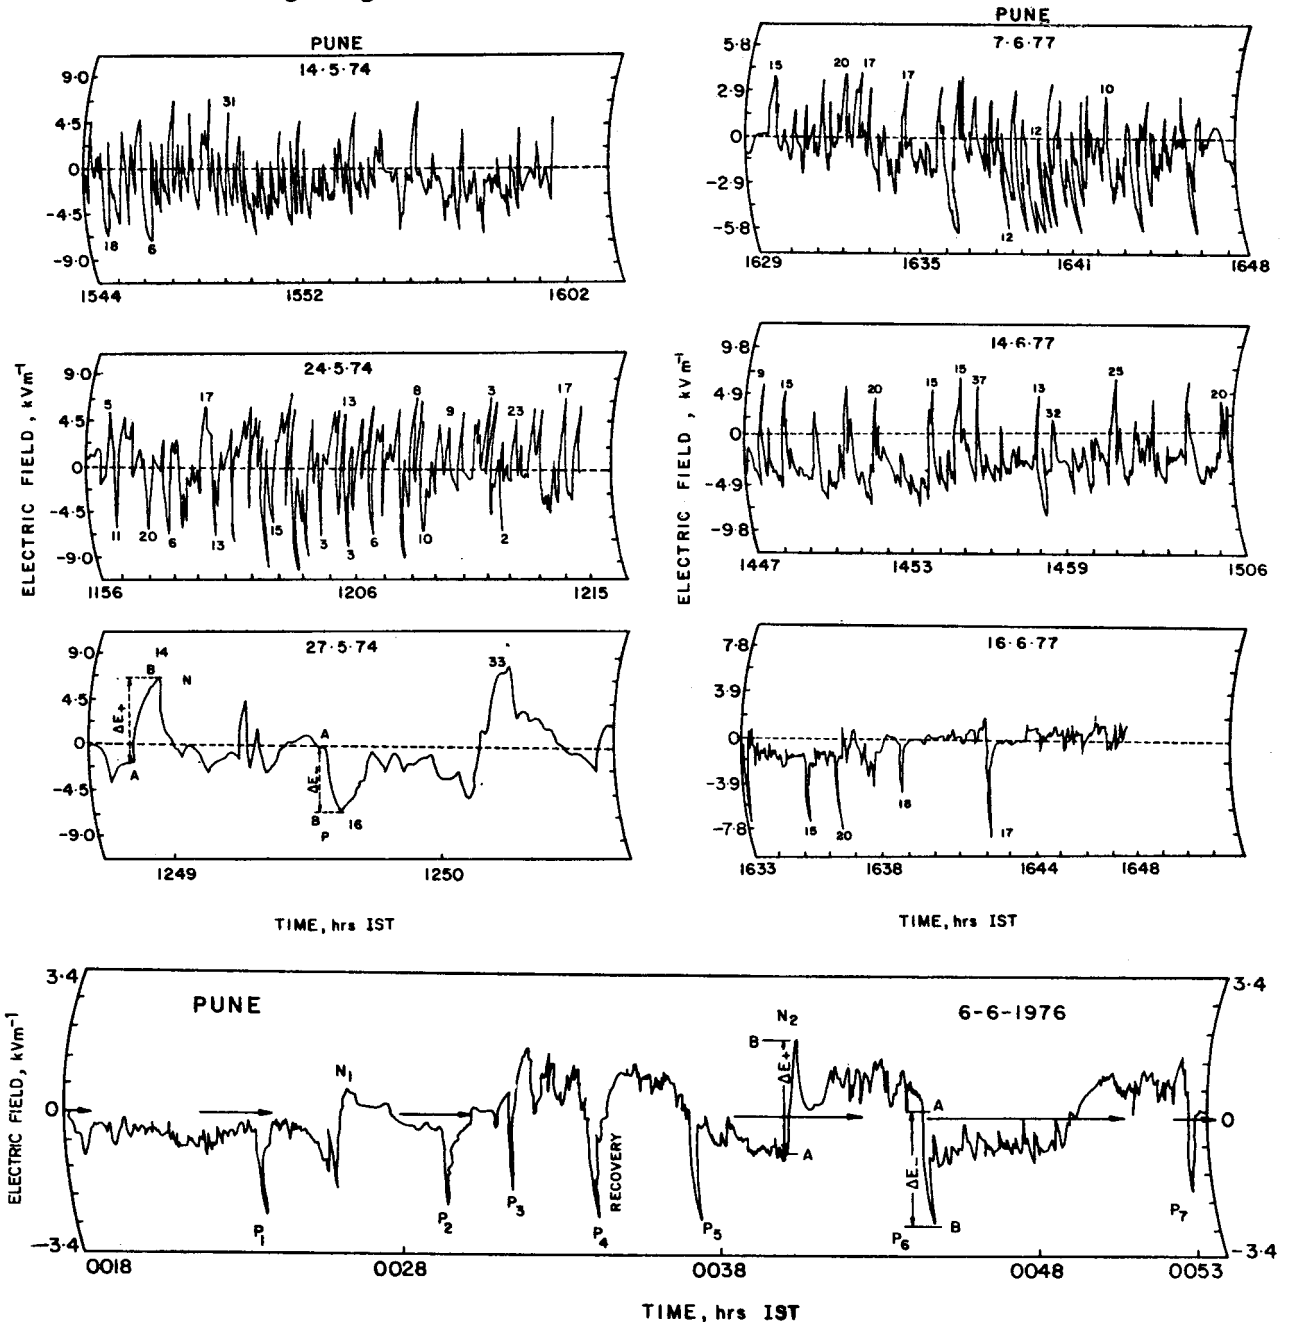 PUNE
14·5·74
9·0
4·5
0
-4·5
-9·0
31
18
6
1544 1552 1602
PUNE
7·6·77
5·8
2·9
0
-2·9
-5·8
15 20 17 17 10
12
12
1629 1635 1641 1648
ELECTRIC FIELD, kVm⁻¹
24·5·74
9·0
4·5
0
-4·5
-9·0
5 17 13 8 9 3 23 17
11 20 6 13 15 3 3 6 10 2
1156 1206 1215
ELECTRIC FIELD, kVm⁻¹
14·6·77
9·8
4·9
0
-4·9
-9·8
9 15 20 15 15 37 13 32 25 20
1447 1453 1459 1506
27·5·74
9·0
4·5
0
-4·5
-9·0
14
B N
ΔE+
A
A
ΔE-
B 16
P
33
1249 1250
TIME, hrs IST
16·6·77
7·8
3·9
0
-3·9
-7·8
15 20 18 17
1633 1638 1644 1648
TIME, hrs IST
ELECTRIC FIELD, kVm⁻¹
PUNE
6-6-1976
3·4
0
-3·4
3·4
0
-3·4
N1
N2
B
ΔE+
A
A
ΔE-
B
RECOVERY
P1 P2 P3 P4 P5 P6 P7
0018 0028 0038 0048 0053
TIME, hrs IST